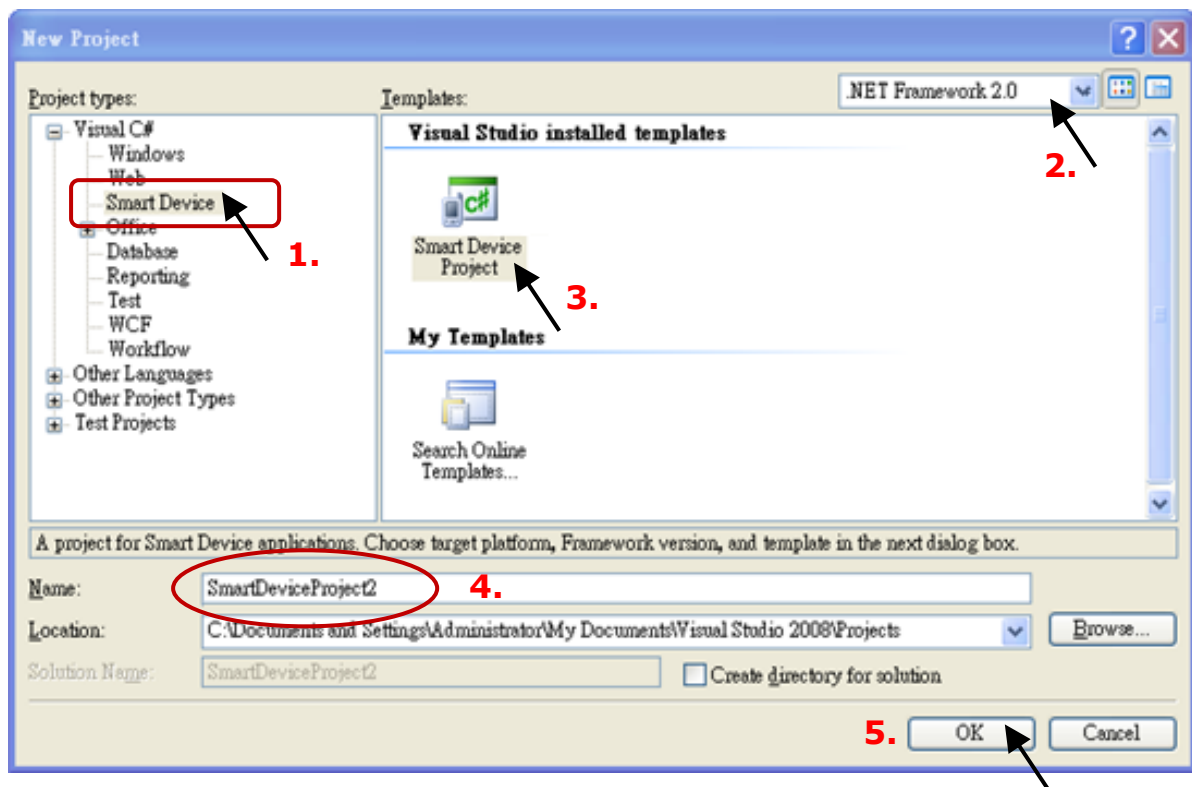 New Project
Project types:
Templates:
.NET Framework 2.0
2.
Visual C#
Windows
Web
Smart Device
1.
Office
Database
Reporting
Test
WCF
Workflow
Other Languages
Other Project Types
Test Projects
Visual Studio installed templates
C#
Smart Device
Project
3.
My Templates
Search Online
Templates...
A project for Smart Device applications. Choose target platform, Framework version, and template in the next dialog box.
Name:
SmartDeviceProject2
4.
Location:
C:\Documents and Settings\Administrator\My Documents\Visual Studio 2008\Projects
Browse...
Solution Name:
SmartDeviceProject2
Create directory for solution
5.
OK
Cancel